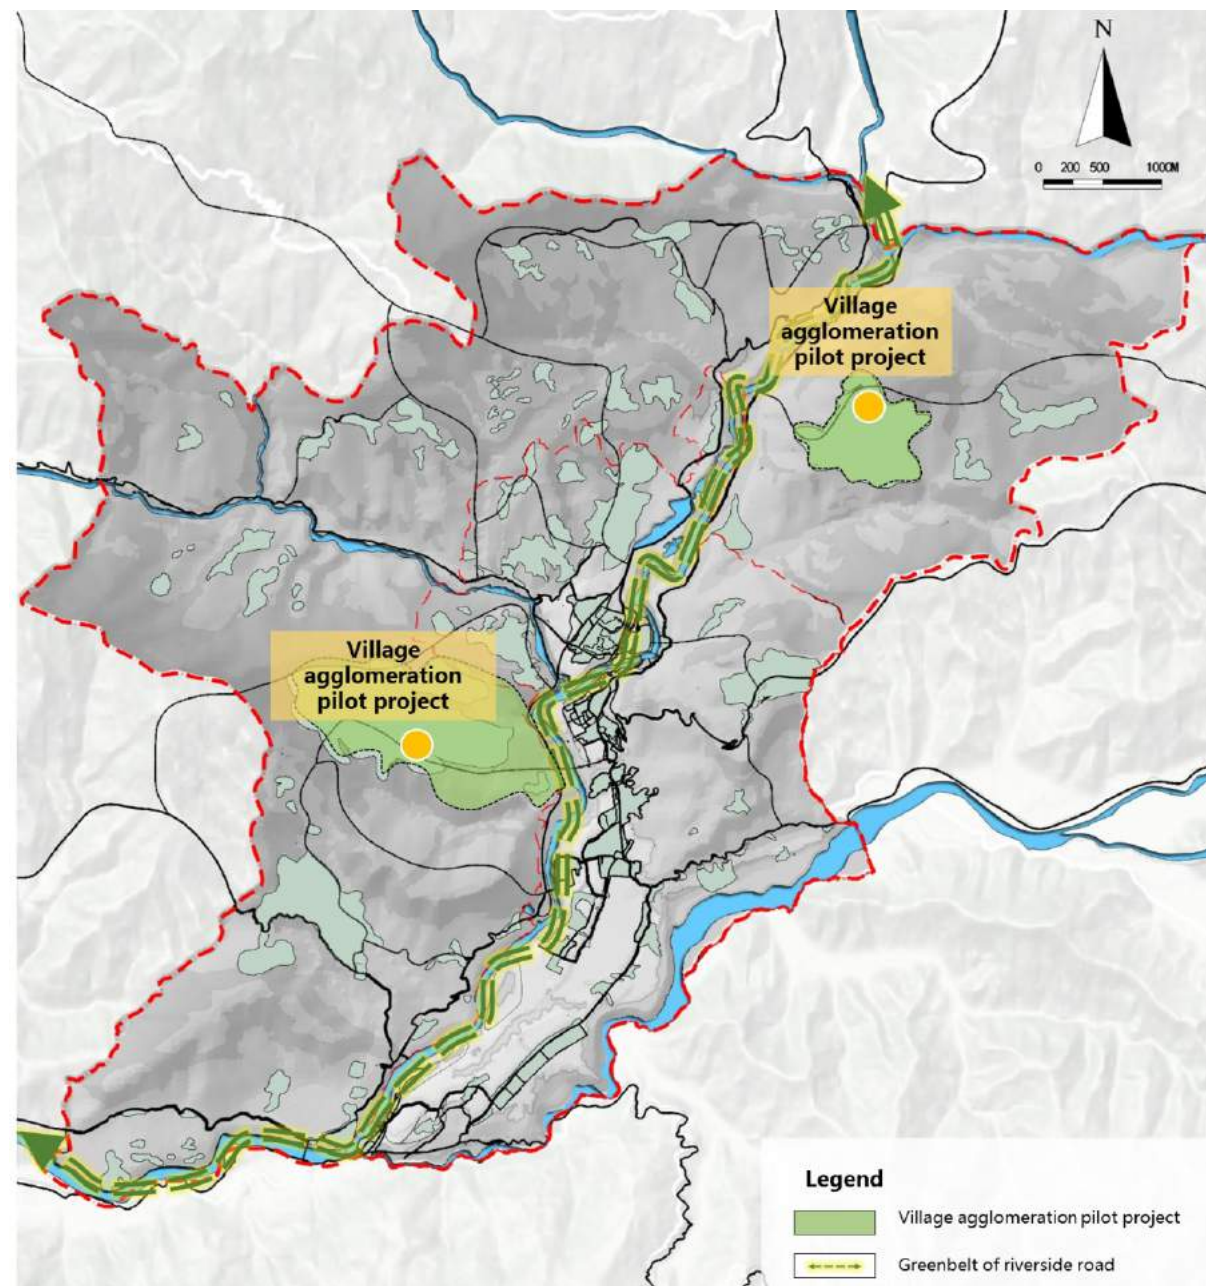 N
0 200 500 1000M
Village
agglomeration
pilot project
Village
agglomeration
pilot project
Legend
Village agglomeration pilot project
Greenbelt of riverside road